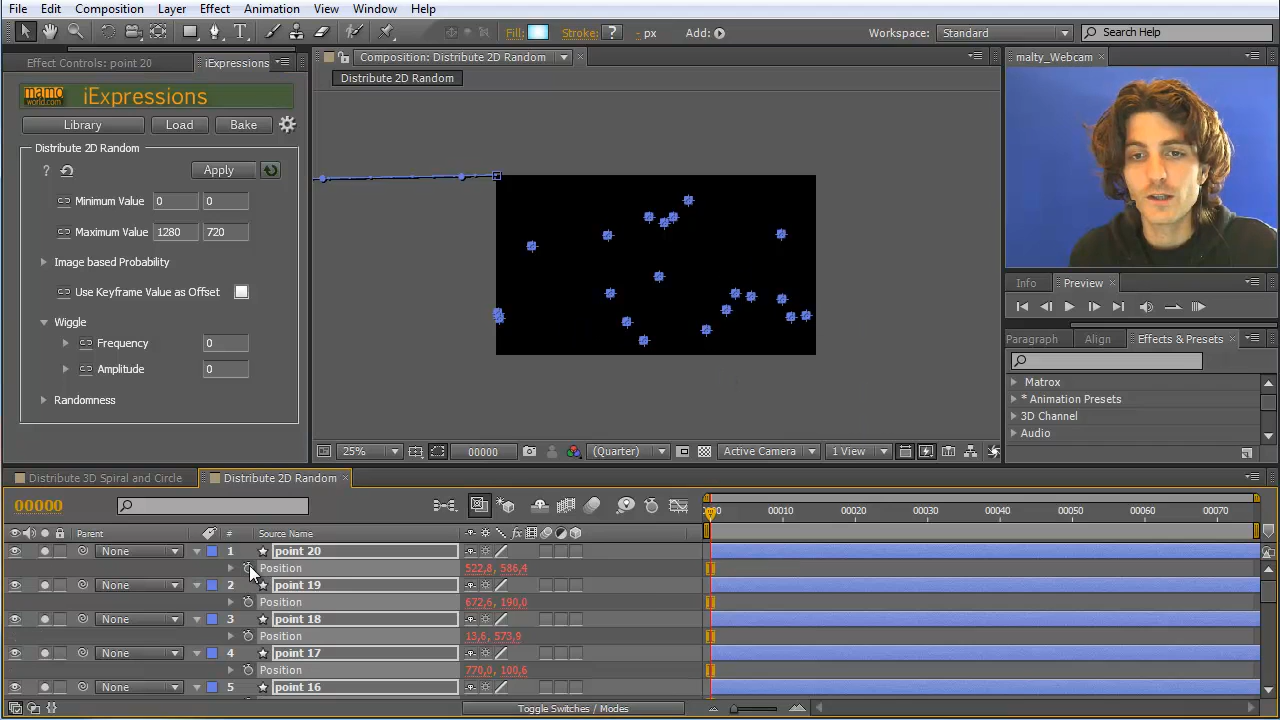 File Edit Composition Layer Effect Animation View Window Help
Fill: Stroke: ? - px Add: Workspace: Standard Search Help
Effect Controls: point 20 iExpressions Composition: Distribute 2D Random malty_Webcam
Distribute 2D Random
mamo world.com iExpressions
Library Load Bake
Distribute 2D Random
? Apply
Minimum Value 0 0
Maximum Value 1280 720
Image based Probability
Use Keyframe Value as Offset
Wiggle
Frequency 0
Amplitude 0
Randomness
Info Preview
Paragraph Align Effects & Presets
Matrox
* Animation Presets
3D Channel
Audio
25% 00000 (Quarter) Active Camera 1 View
Distribute 3D Spiral and Circle Distribute 2D Random
00000
0000 00010 00020 00030 00040 00050 00060 00070
Parent # Source Name fx
None 1 point 20
Position 522,8, 586,4
None 2 point 19
Position 672,6, 190,0
None 3 point 18
Position 13,6, 573,9
None 4 point 17
Position 770,0, 100,6
None 5 point 16
Toggle Switches / Modes